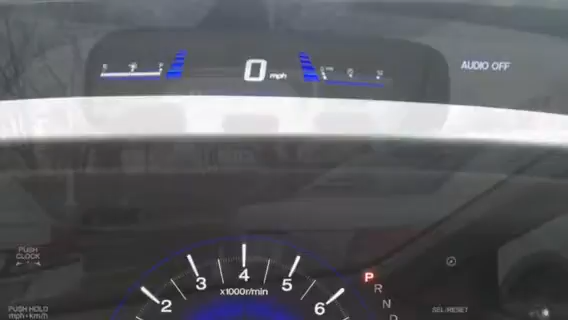 0 mph
AUDIO OFF
PUSH
CLOCK
3 4 5
2 6
x1000r/min
P
R
N
D
PUSH HOLD
mph↔km/h
SEL/RESET